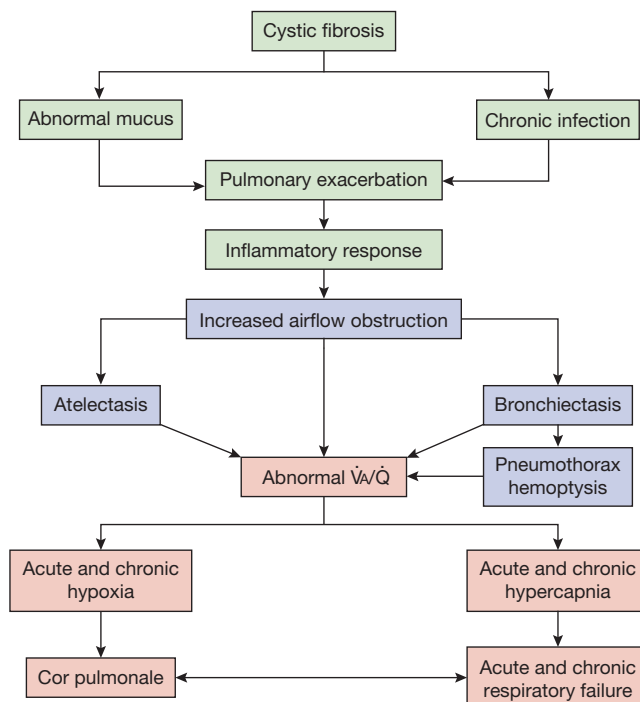 Cystic fibrosis
Abnormal mucus
Chronic infection
Pulmonary exacerbation
Inflammatory response
Increased airflow obstruction
Atelectasis
Bronchiectasis
Abnormal V̇A/Q̇
Pneumothorax
hemoptysis
Acute and chronic
hypoxia
Acute and chronic
hypercapnia
Cor pulmonale
Acute and chronic
respiratory failure